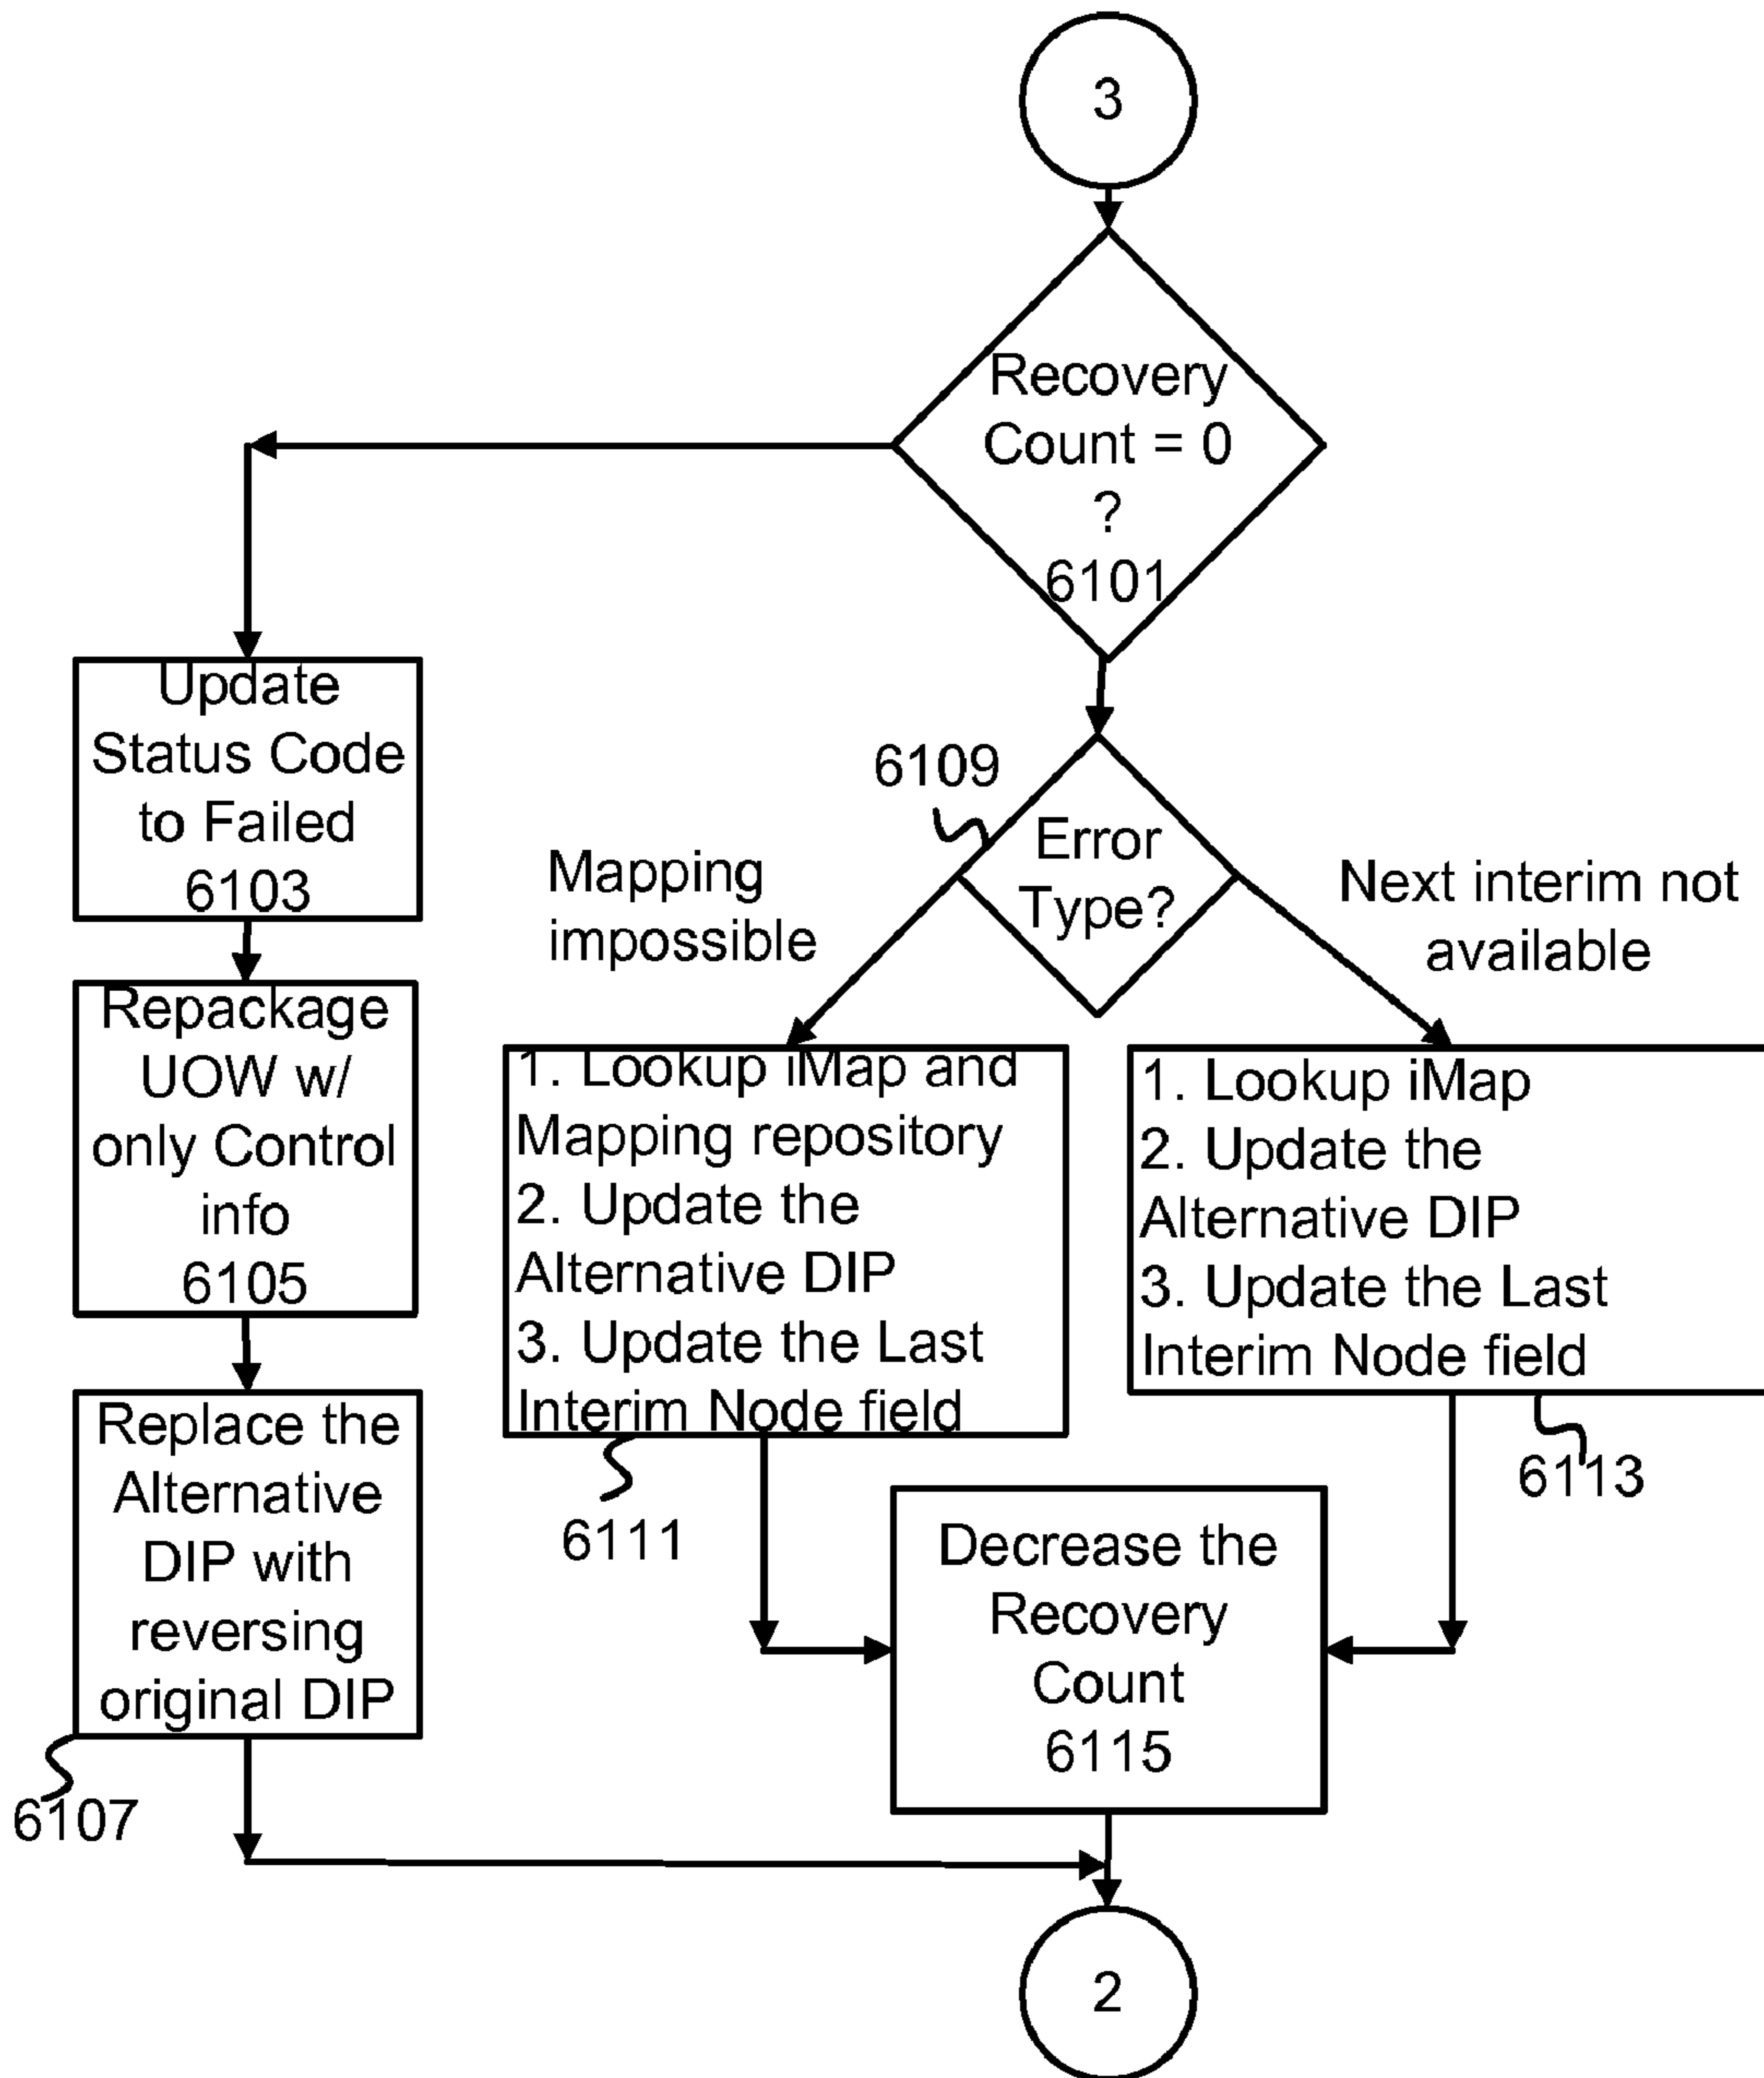 3
Recovery
Count = 0
?
6101
Update
Status Code
to Failed
6103
Repackage
UOW w/
only Control
info
6105
Replace the
Alternative
DIP with
reversing
original DIP
6107
6109
Error
Type?
Mapping
impossible
Next interim not
available
1. Lookup iMap and
Mapping repository
2. Update the
Alternative DIP
3. Update the Last
Interim Node field
6111
1. Lookup iMap
2. Update the
Alternative DIP
3. Update the Last
Interim Node field
6113
Decrease the
Recovery
Count
6115
2